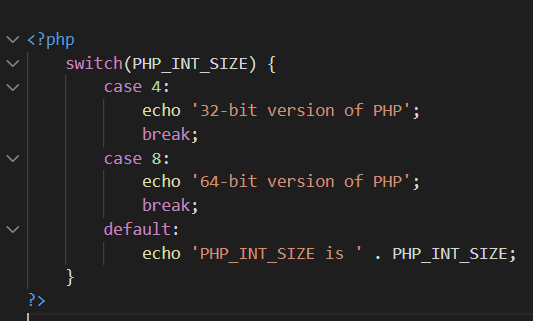 <?php
    switch(PHP_INT_SIZE) {
        case 4:
            echo '32-bit version of PHP';
            break;
        case 8:
            echo '64-bit version of PHP';
            break;
        default:
            echo 'PHP_INT_SIZE is ' . PHP_INT_SIZE;
    }
?>